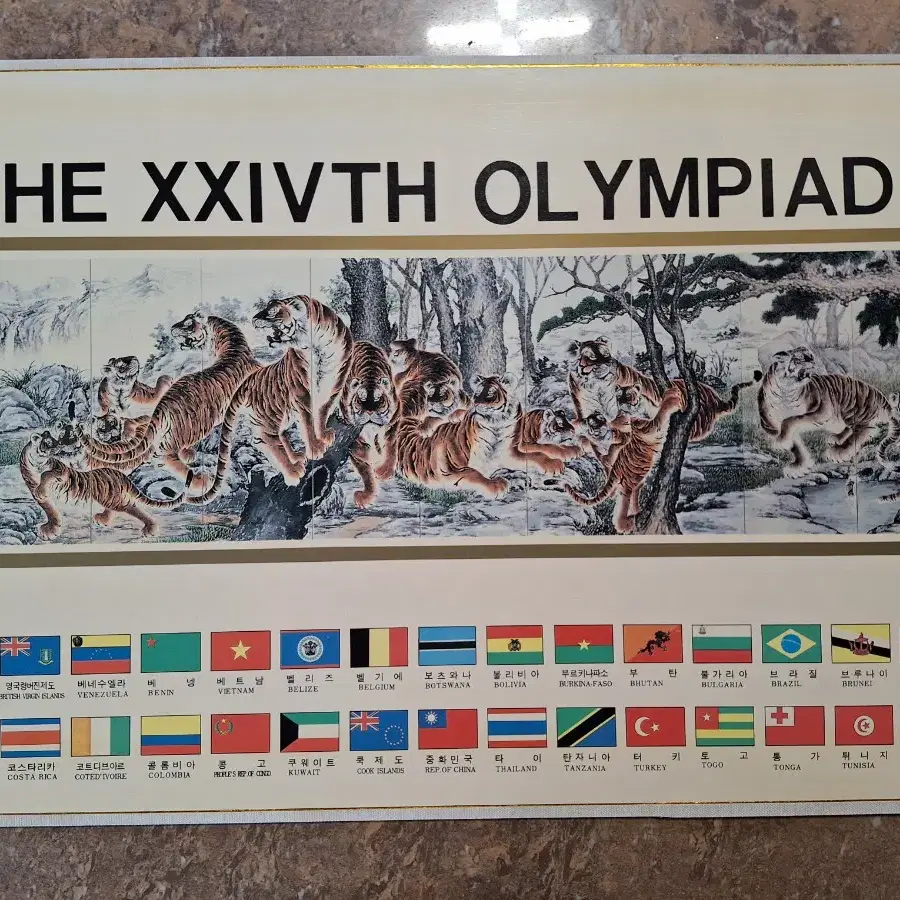 HE XXIVTH OLYMPIAD
영국령버진제도 베네수엘라 베넹 베트남 벨리즈 벨기에 보츠와나 볼리비아 부르키나파소 부탄 불가리아 브라질 브루나이
BRITISH VIRGIN ISLANDS VENEZUELA BENIN VIETNAM BELIZE BELGIUM BOTSWANA BOLIVIA BURKINA-FASO BHUTAN BULGARIA BRAZIL BRUNEI
코스타리카 코트디브아르 콜롬비아 콩고 쿠웨이트 쿡제도 중화민국 타이 탄자니아 터키 토고 통가 튀니지
COSTA RICA COTED'IVOIRE COLOMBIA PEOPLE'S REP. OF CONGO KUWAIT COOK ISLANDS REP. OF CHINA THAILAND TANZANIA TURKEY TOGO TONGA TUNISIA